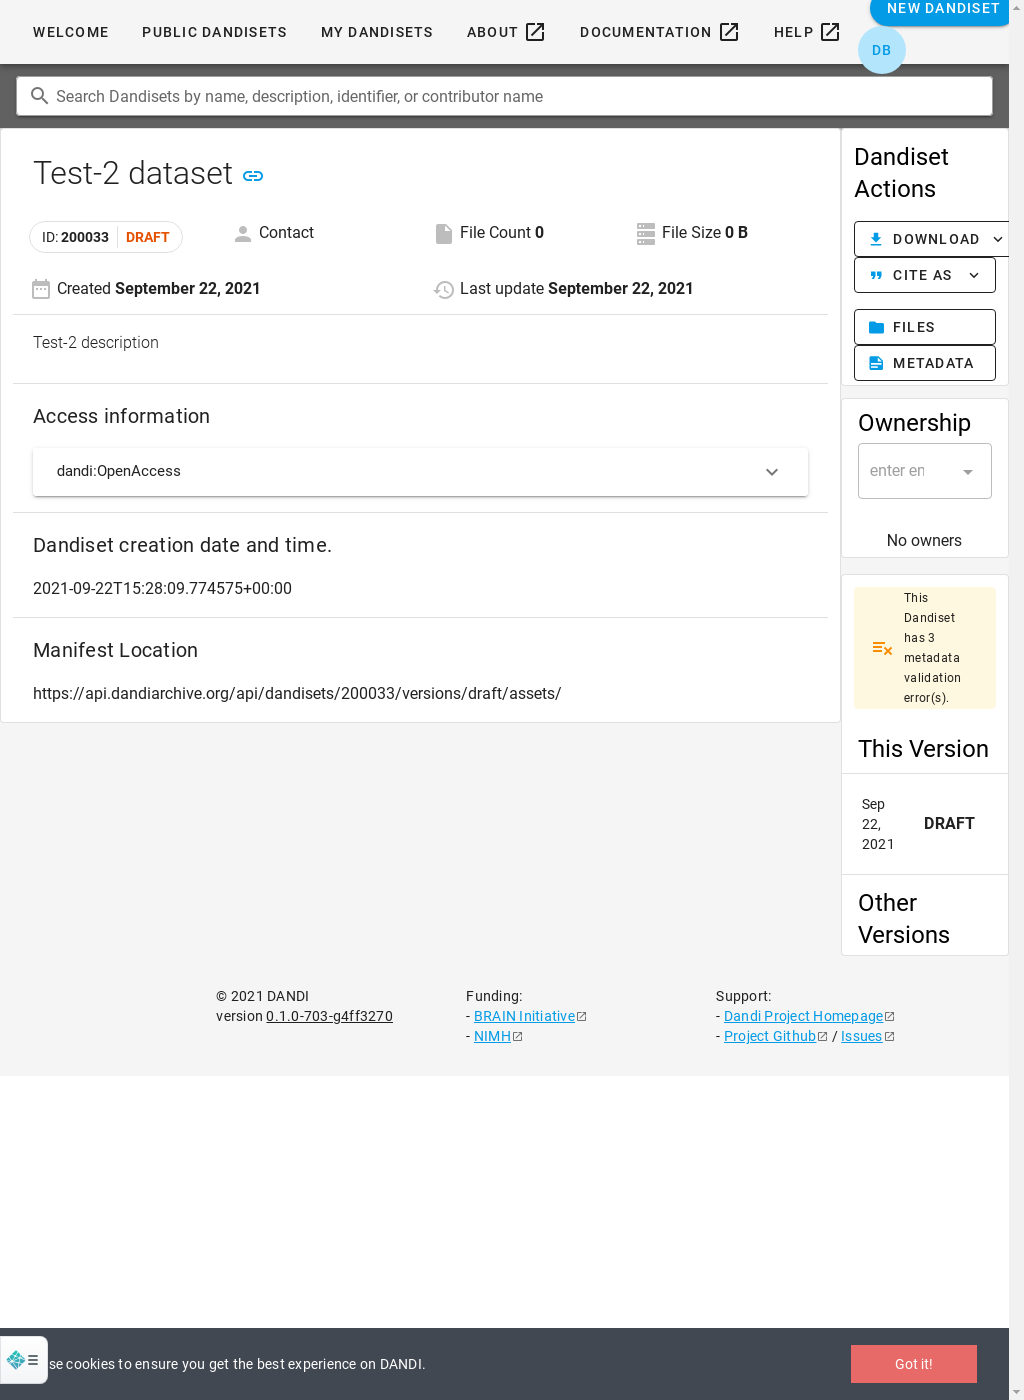 WELCOME
PUBLIC DANDISETS
MY DANDISETS
ABOUT
DOCUMENTATION
HELP
NEW DANDISET
DB
Search Dandisets by name, description, identifier, or contributor name
Test-2 dataset
ID: 200033 DRAFT
Contact
File Count 0
File Size 0 B
Created September 22, 2021
Last update September 22, 2021
Test-2 description
Access information
dandi:OpenAccess
Dandiset creation date and time.
2021-09-22T15:28:09.774575+00:00
Manifest Location
https://api.dandiarchive.org/api/dandisets/200033/versions/draft/assets/
Dandiset
Actions
DOWNLOAD
CITE AS
FILES
METADATA
Ownership
enter en
No owners
This
Dandiset
has 3
metadata
validation
error(s).
This Version
Sep
22,
2021
DRAFT
Other
Versions
© 2021 DANDI
version 0.1.0-703-g4ff3270
Funding:
- BRAIN Initiative
- NIMH
Support:
- Dandi Project Homepage
- Project Github / Issues
se cookies to ensure you get the best experience on DANDI.
Got it!